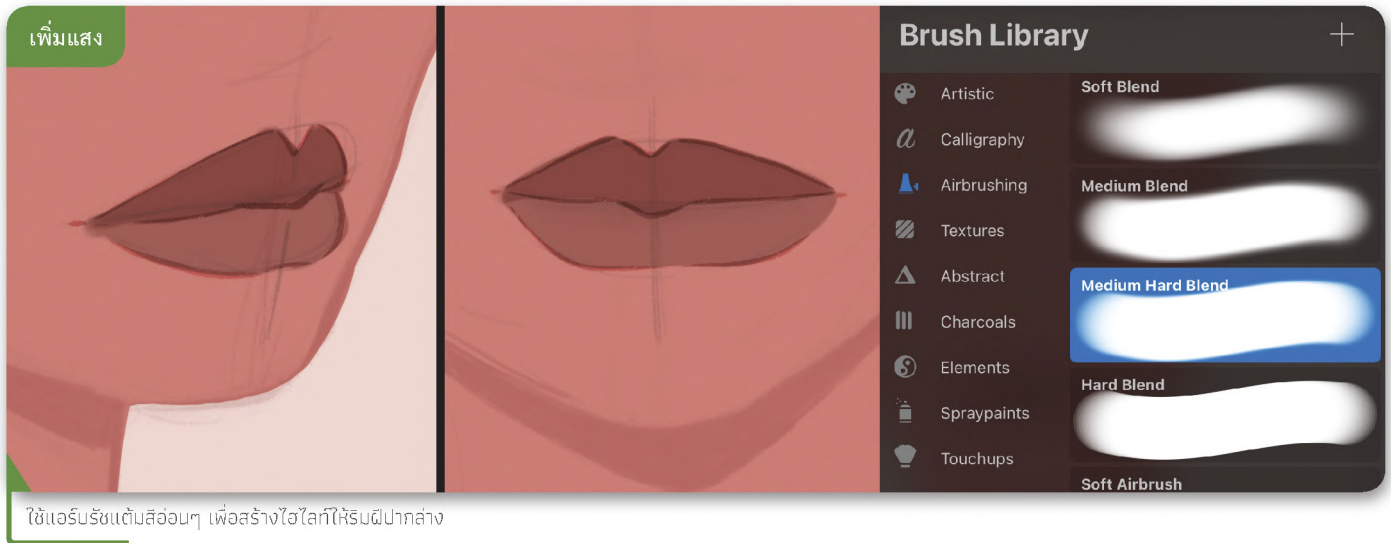 เพิ่มแสง
Brush Library
Artistic
Calligraphy
Airbrushing
Textures
Abstract
Charcoals
Elements
Spraypaints
Touchups
Soft Blend
Medium Blend
Medium Hard Blend
Hard Blend
Soft Airbrush
ใช้แอร์บรัชแต้มสีอ่อนๆ เพื่อสร้างไฮไลท์ให้ริมฝีปากล่าง